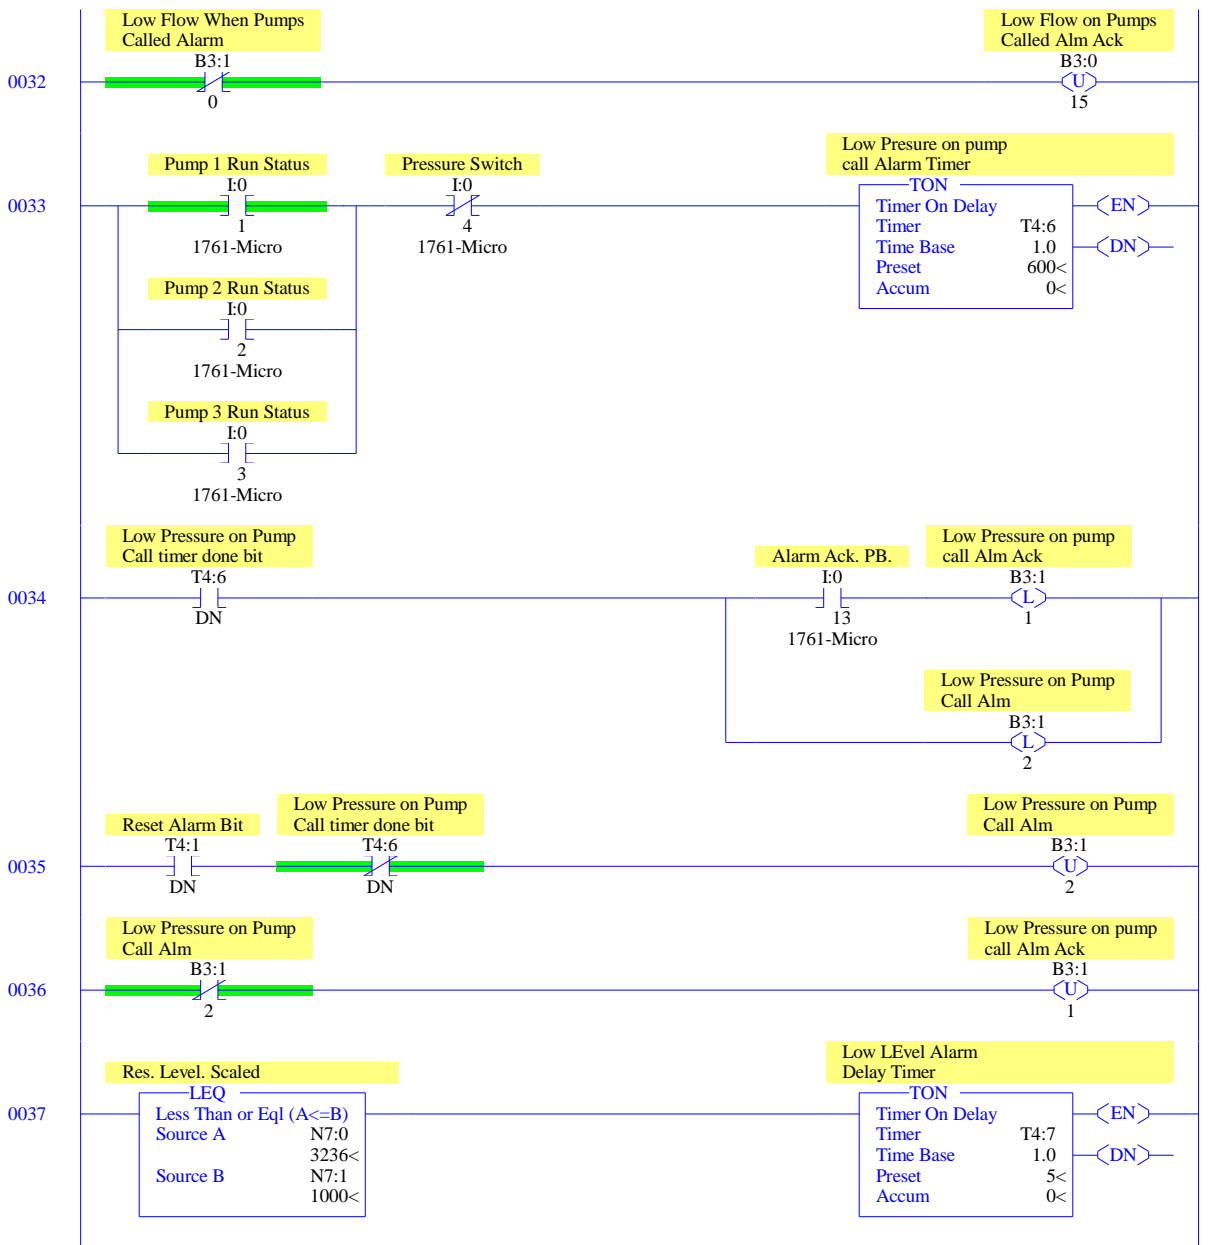 Low Flow When Pumps
Called Alarm
B3:1
0
Low Flow on Pumps
Called Alm Ack
B3:0
U
15
0032
Low Presure on pump
call Alarm Timer
Pump 1 Run Status
I:0
1
1761-Micro
Pressure Switch
I:0
4
1761-Micro
0033
TON
Timer On Delay
Timer T4:6
Time Base 1.0
Preset 600<
Accum 0<
EN
DN
Pump 2 Run Status
I:0
2
1761-Micro
Pump 3 Run Status
I:0
3
1761-Micro
Low Pressure on Pump
Call timer done bit
T4:6
DN
0034
Alarm Ack. PB.
I:0
13
1761-Micro
Low Pressure on pump
call Alm Ack
B3:1
L
1
Low Pressure on Pump
Call Alm
B3:1
L
2
Reset Alarm Bit
T4:1
DN
Low Pressure on Pump
Call timer done bit
T4:6
DN
Low Pressure on Pump
Call Alm
B3:1
U
2
0035
Low Pressure on Pump
Call Alm
B3:1
2
Low Pressure on pump
call Alm Ack
B3:1
U
1
0036
Res. Level. Scaled
LEQ
Less Than or Eql (A<=B)
Source A N7:0
3236<
Source B N7:1
1000<
0037
Low LEvel Alarm
Delay Timer
TON
Timer On Delay
Timer T4:7
Time Base 1.0
Preset 5<
Accum 0<
EN
DN